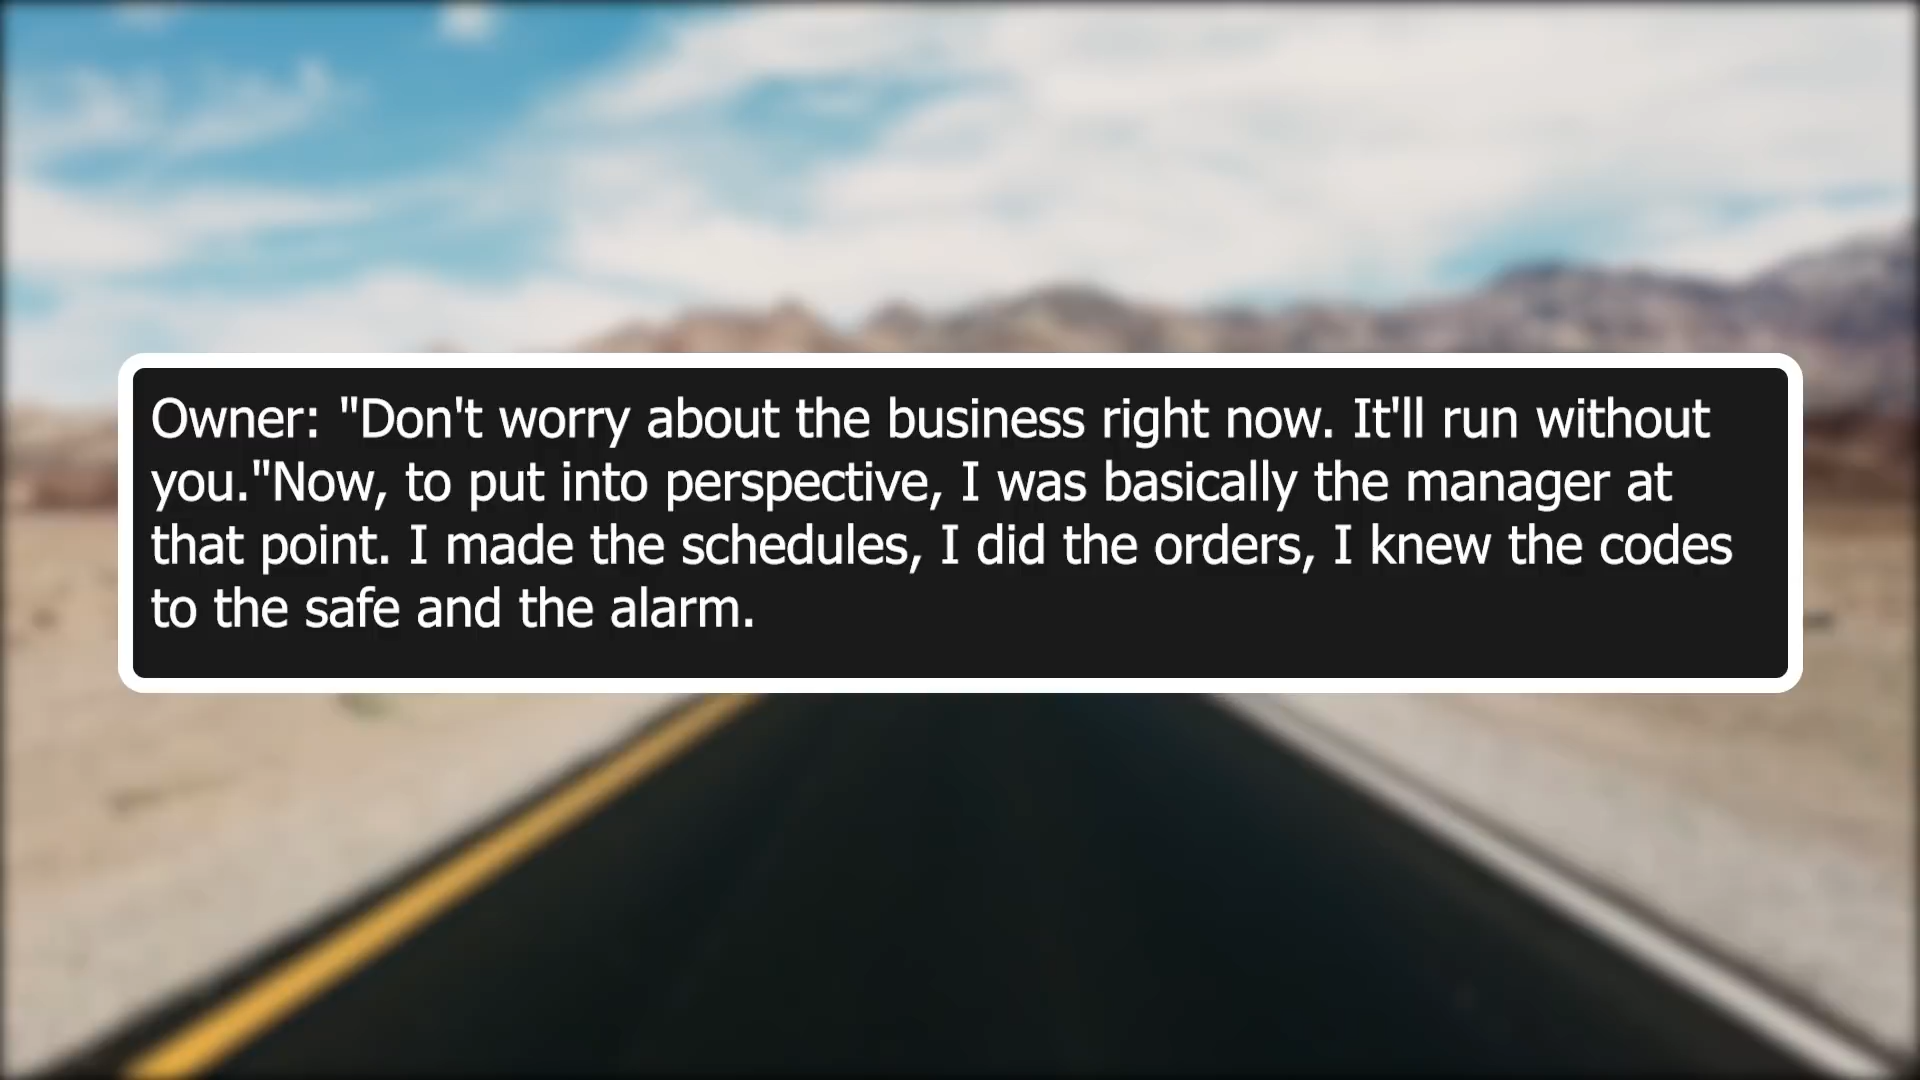 Owner: "Don't worry about the business right now. It'll run without
you."Now, to put into perspective, I was basically the manager at
that point. I made the schedules, I did the orders, I knew the codes
to the safe and the alarm.